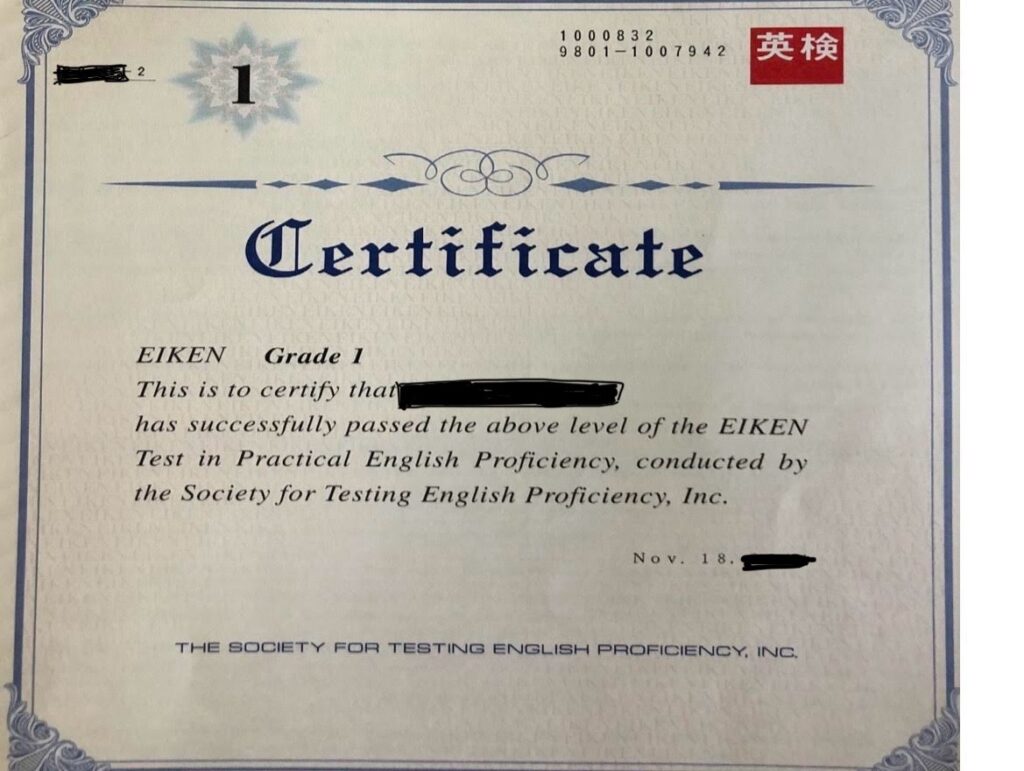 2
1
1000832
9801-1007942
英検
Certificate
EIKEN Grade 1
This is to certify that
has successfully passed the above level of the EIKEN
Test in Practical English Proficiency, conducted by
the Society for Testing English Proficiency, Inc.
Nov. 18,
THE SOCIETY FOR TESTING ENGLISH PROFICIENCY, INC.